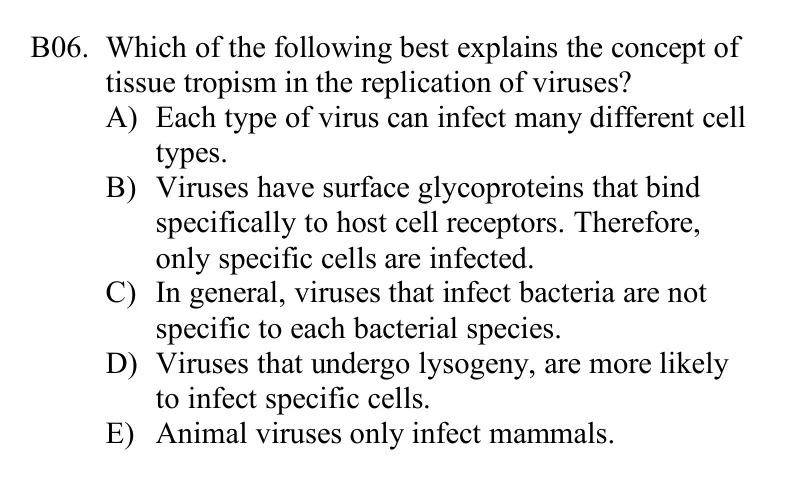 B06. Which of the following best explains the concept of
tissue tropism in the replication of viruses?
A) Each type of virus can infect many different cell
types.
B) Viruses have surface glycoproteins that bind
specifically to host cell receptors. Therefore,
only specific cells are infected.
C) In general, viruses that infect bacteria are not
specific to each bacterial species.
D) Viruses that undergo lysogeny, are more likely
to infect specific cells.
E) Animal viruses only infect mammals.